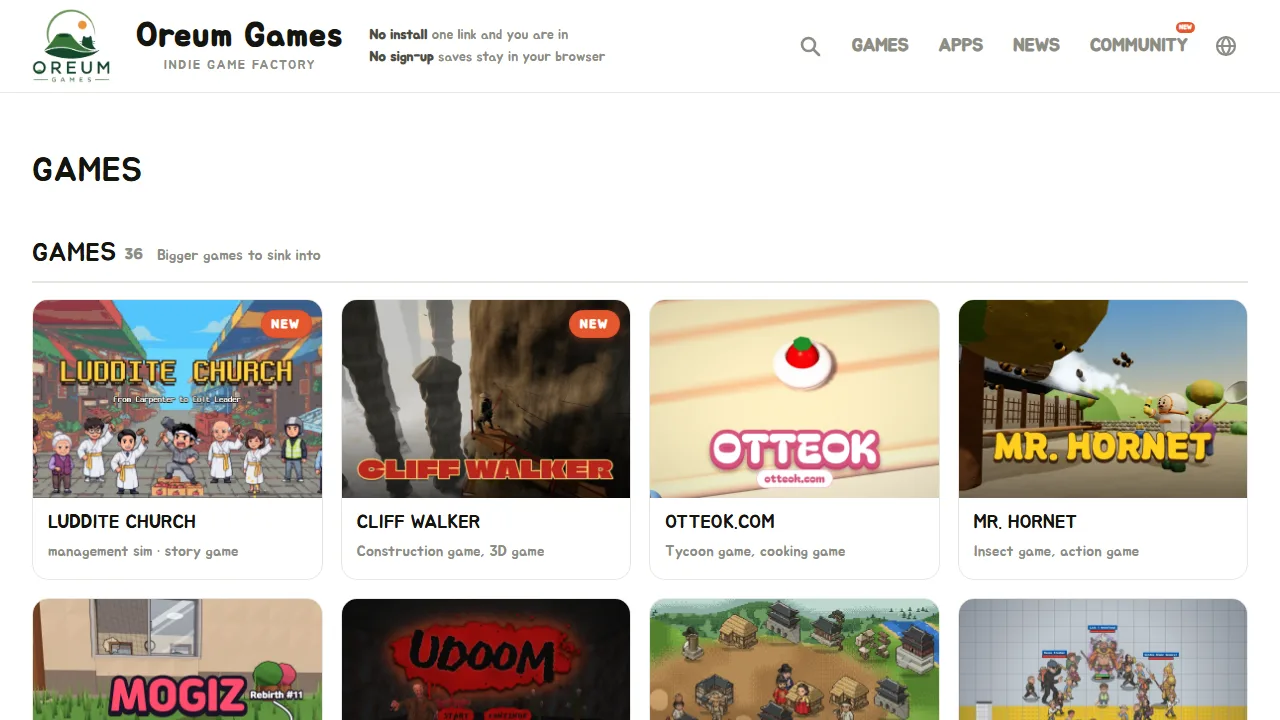 OREUM
GAMES
Oreum Games
INDIE GAME FACTORY
No install one link and you are in
No sign-up saves stay in your browser
GAMES
APPS
NEWS
COMMUNITY
NEW
GAMES
GAMES 36 Bigger games to sink into
NEW
LUDDITE CHURCH
From Carpenter to Cult Leader
NEW
CLIFF WALKER
OTTEOK
otteok.com
MR. HORNET
LUDDITE CHURCH
management sim · story game
CLIFF WALKER
Construction game, 3D game
OTTEOK.COM
Tycoon game, cooking game
MR. HORNET
Insect game, action game
MOGIZ
Rebirth #11
UDOOM
START
CONTINUE